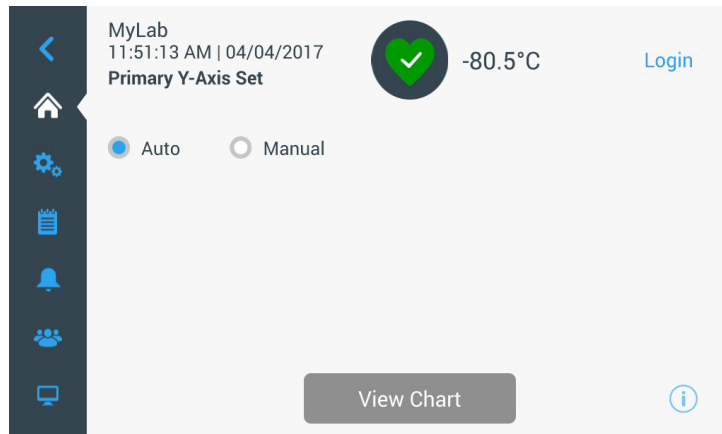 MyLab
11:51:13 AM | 04/04/2017
Primary Y-Axis Set
-80.5°C
Login
Auto
Manual
View Chart
i